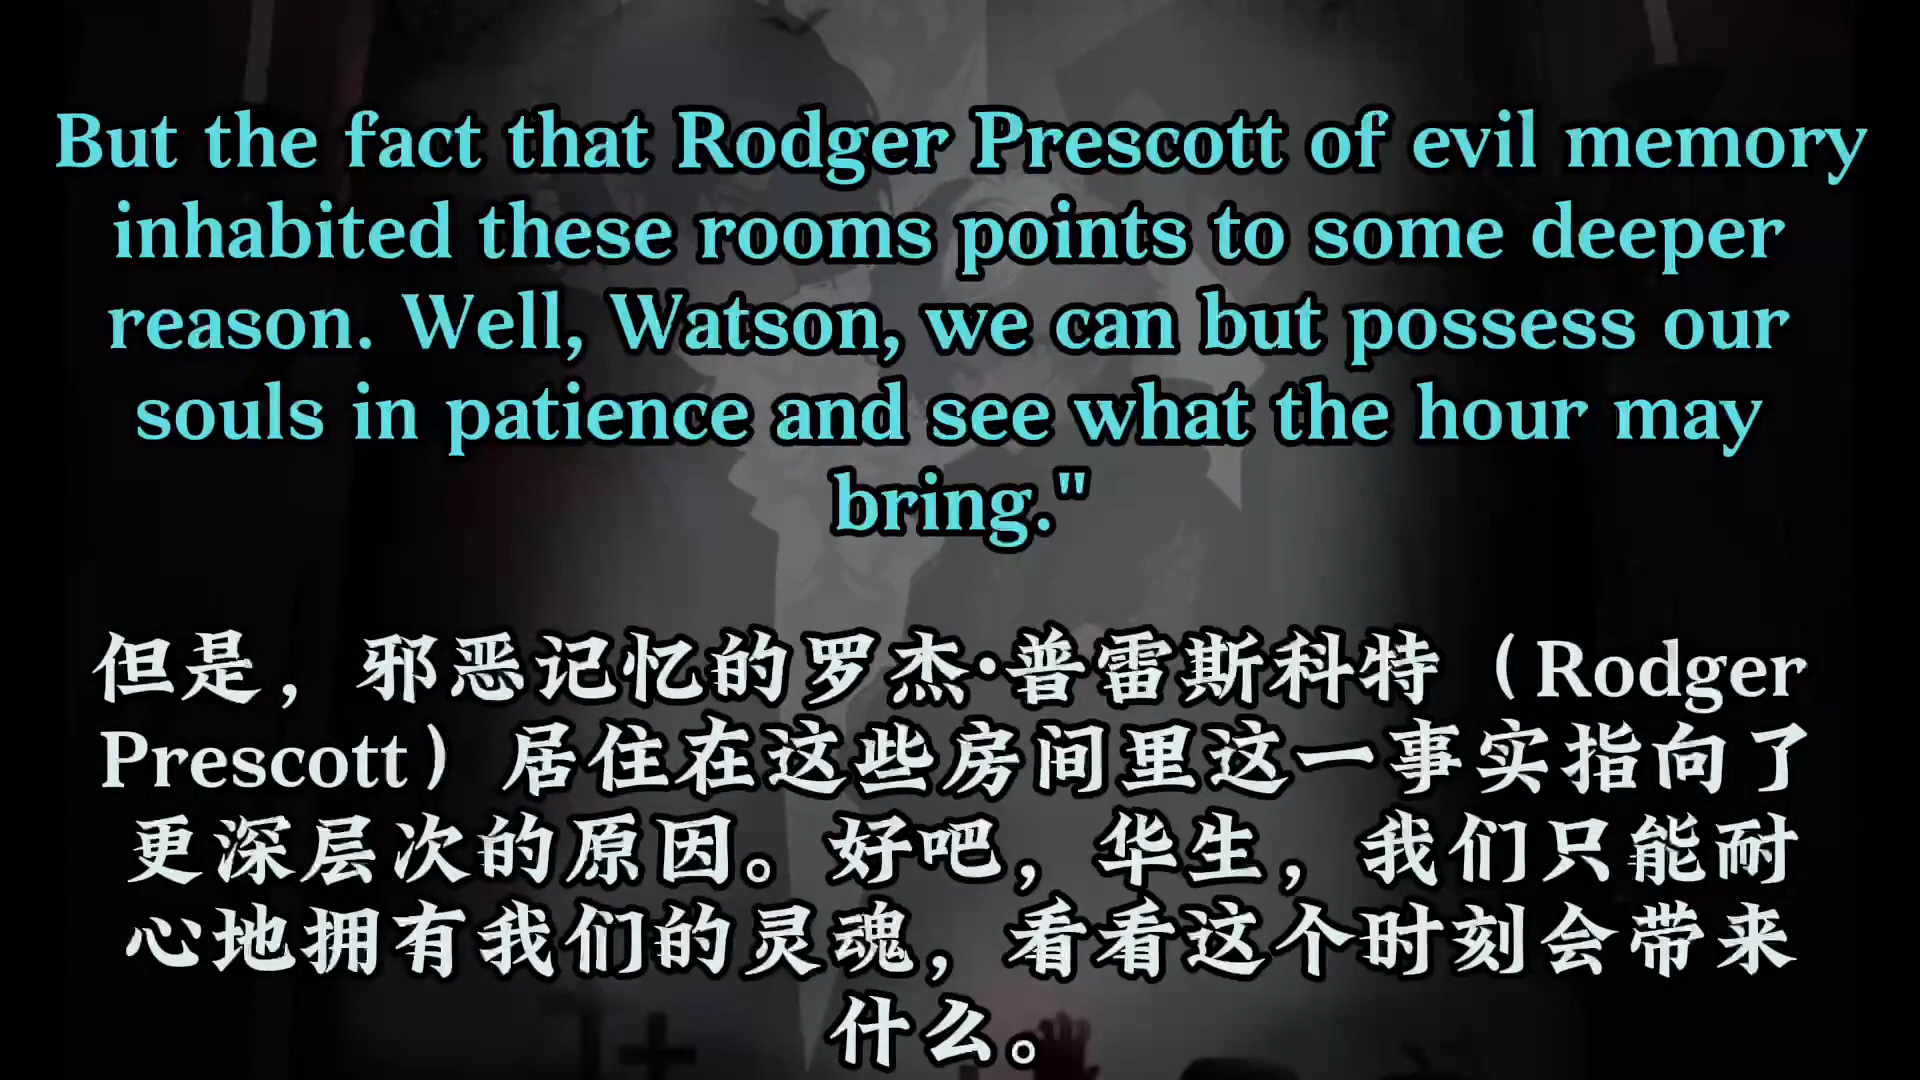 But the fact that Rodger Prescott of evil memory
inhabited these rooms points to some deeper
reason. Well, Watson, we can but possess our
souls in patience and see what the hour may
bring."
但是，邪恶记忆的罗杰·普雷斯科特（Rodger
Prescott）居住在这些房间里这一事实指向了
更深层次的原因。好吧，华生，我们只能耐
心地拥有我们的灵魂，看看这个时刻会带来
什么。